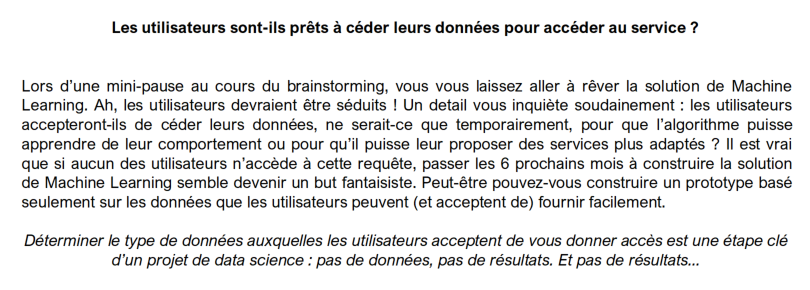 Les utilisateurs sont-ils prêts à céder leurs données pour accéder au service ?
Lors d’une mini-pause au cours du brainstorming, vous vous laissez aller à rêver la solution de Machine
Learning. Ah, les utilisateurs devraient être séduits ! Un detail vous inquiète soudainement : les utilisateurs
accepteront-ils de céder leurs données, ne serait-ce que temporairement, pour que l’algorithme puisse
apprendre de leur comportement ou pour qu’il puisse leur proposer des services plus adaptés ? Il est vrai
que si aucun des utilisateurs n’accède à cette requête, passer les 6 prochains mois à construire la solution
de Machine Learning semble devenir un but fantaisiste. Peut-être pouvez-vous construire un prototype basé
seulement sur les données que les utilisateurs peuvent (et acceptent de) fournir facilement.
Déterminer le type de données auxquelles les utilisateurs acceptent de vous donner accès est une étape clé
d’un projet de data science : pas de données, pas de résultats. Et pas de résultats...